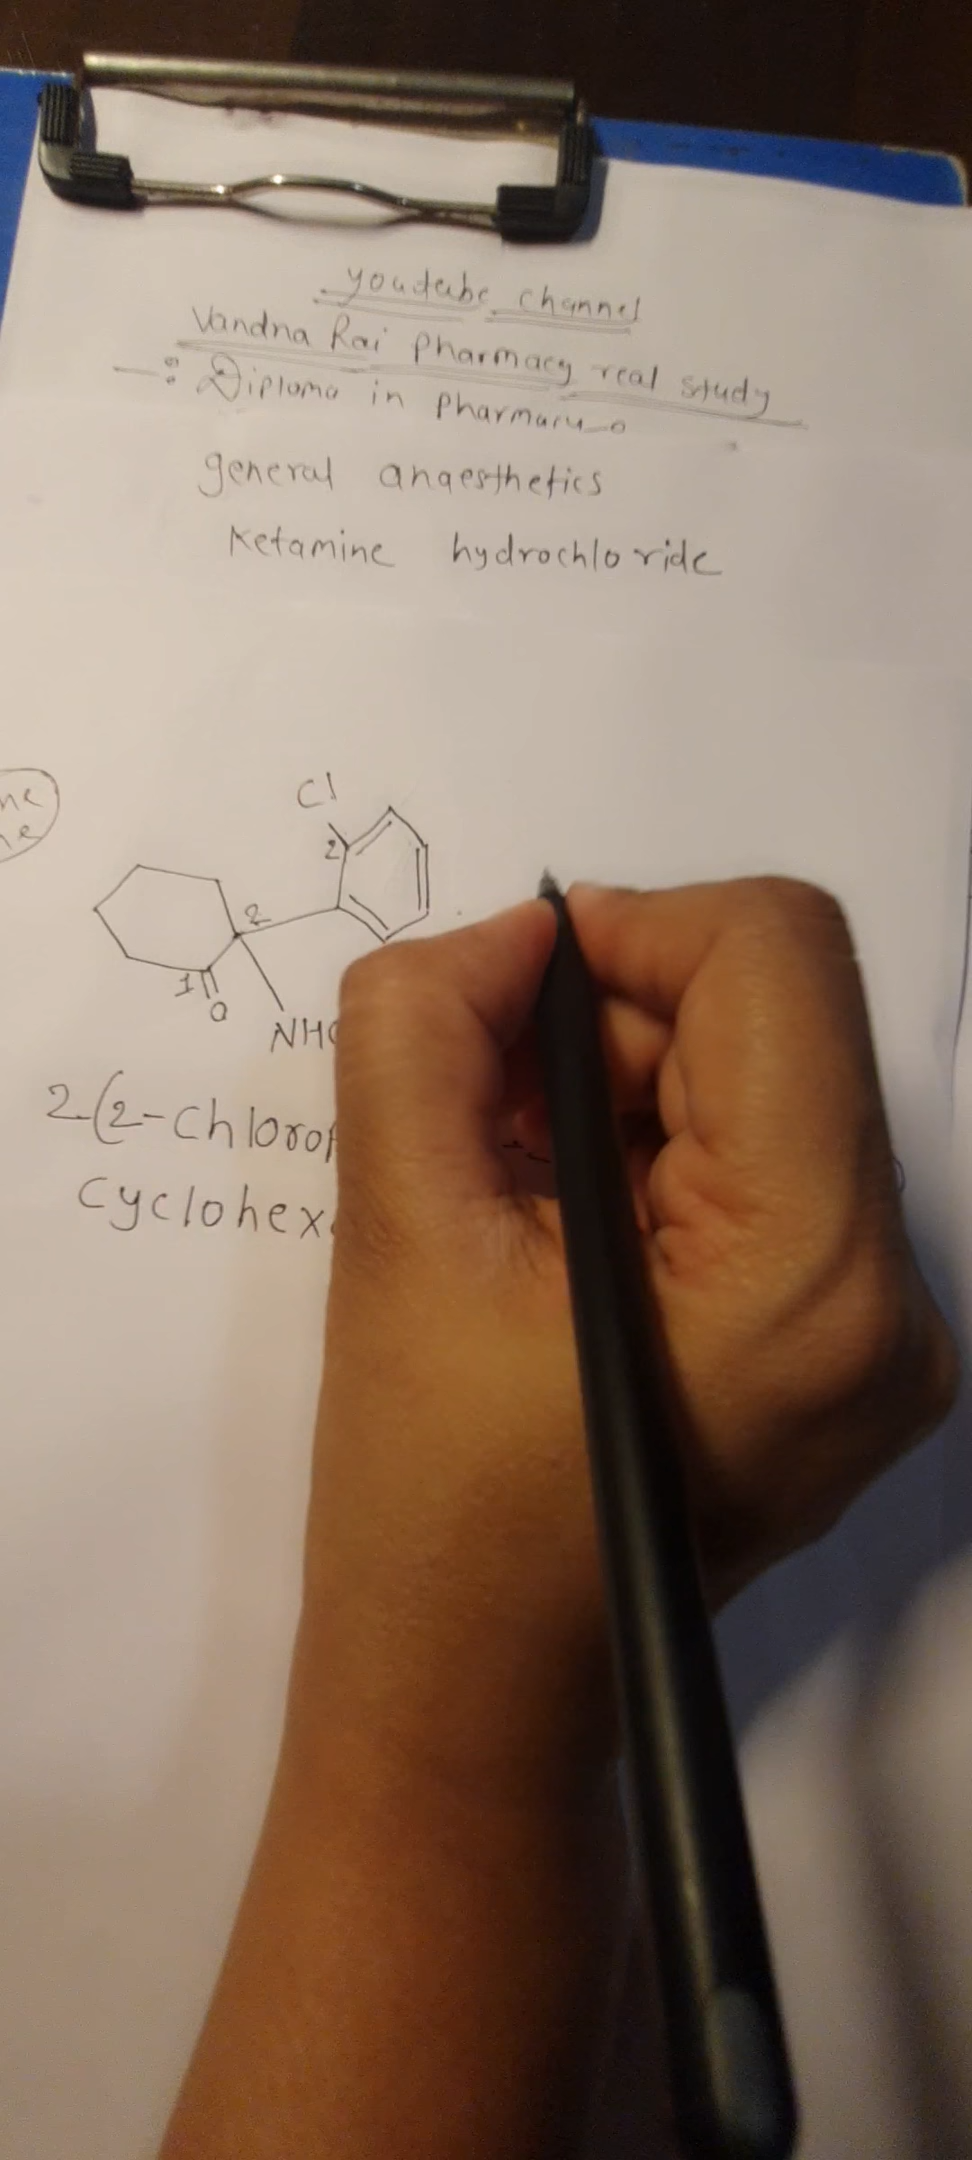 youtube channel
Vandna Rai Pharmacy real study
-: Diploma in Pharmacy
general anaesthetics
Ketamine hydrochloride
Cl
2
2
1
O
NH
2-(2-Chloro
Cyclohex